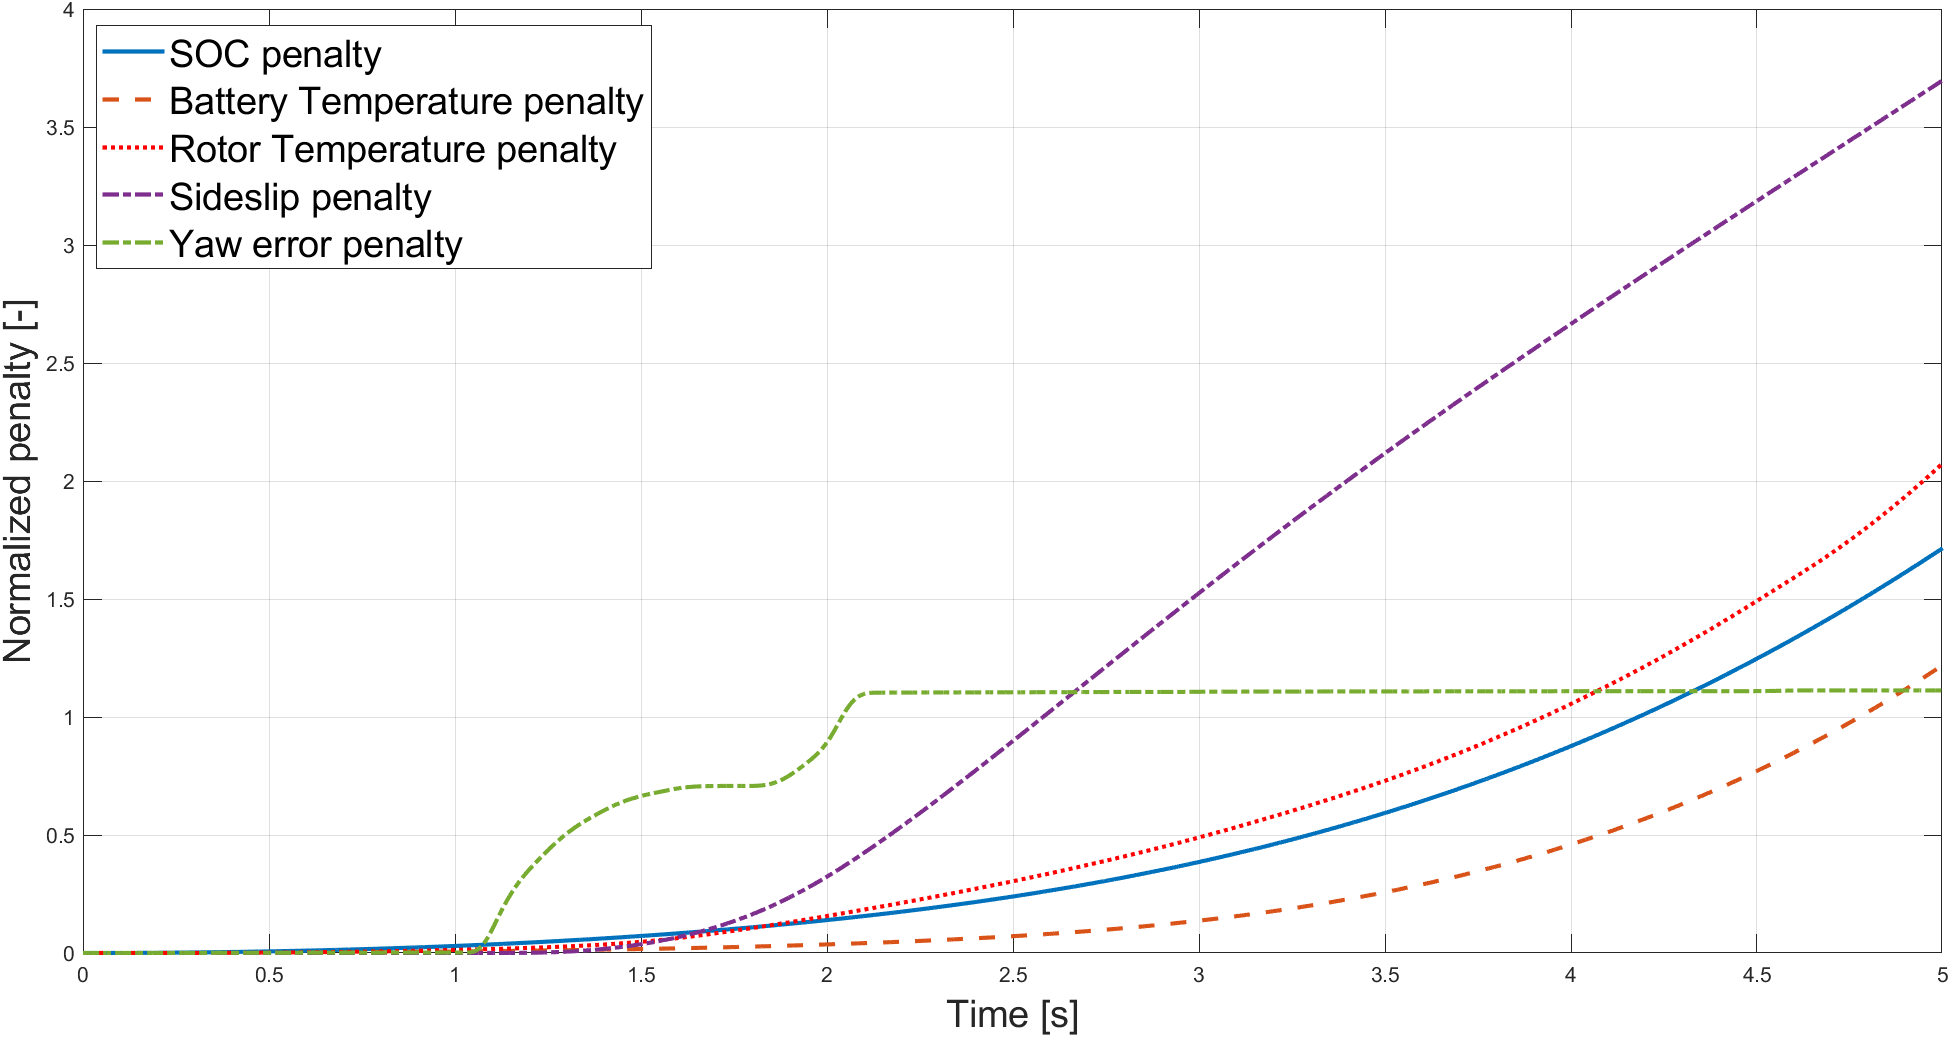 SOC penalty
Battery Temperature penalty
Rotor Temperature penalty
Sideslip penalty
Yaw error penalty
Normalized penalty [-]
4
3.5
3
2.5
2
1.5
1
0.5
0
0 0.5 1 1.5 2 2.5 3 3.5 4 4.5 5
Time [s]